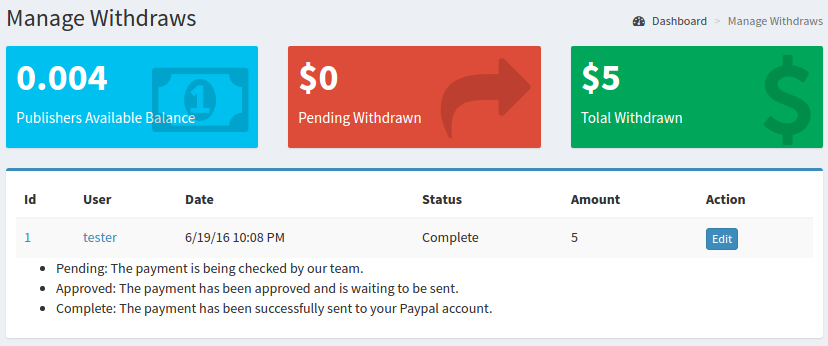 Manage Withdraws
Dashboard > Manage Withdraws
0.004
Publishers Available Balance
1
$0
Pending Withdrawn
$5
Tolal Withdrawn
$
Id User Date Status Amount Action
1 tester 6/19/16 10:08 PM Complete 5 Edit
• Pending: The payment is being checked by our team.
• Approved: The payment has been approved and is waiting to be sent.
• Complete: The payment has been successfully sent to your Paypal account.